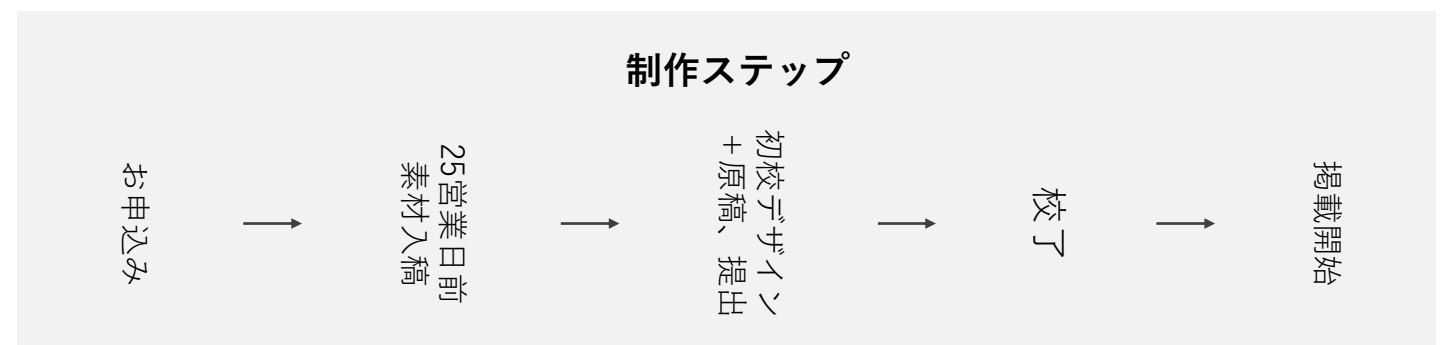 制作ステップ
お申込み
25営業日前
素材入稿
初校デザイン
＋原稿、提出
校了
掲載開始